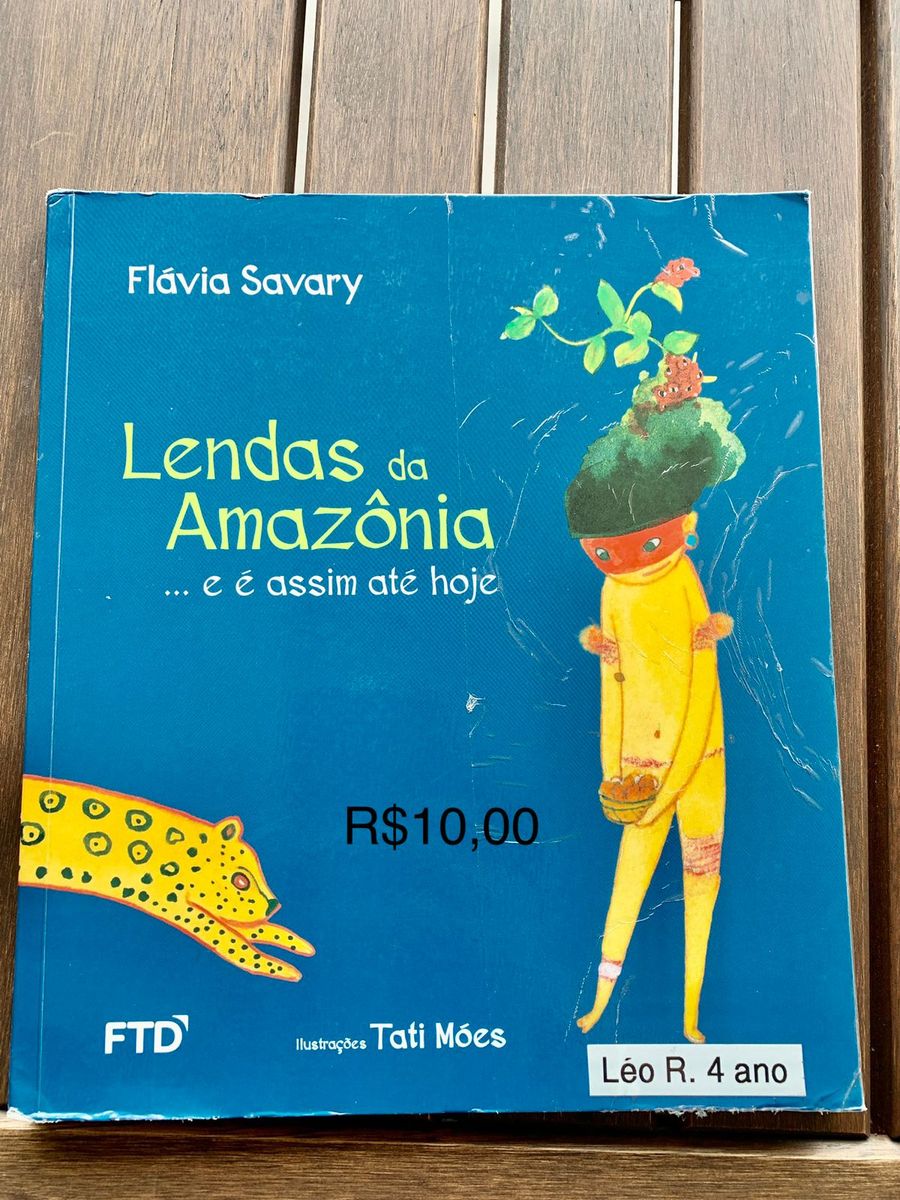 Flávia Savary
Lendas da
Amazônia
... e é assim até hoje
R$10,00
FTD
Ilustrações Tati Móes
Léo R. 4 ano